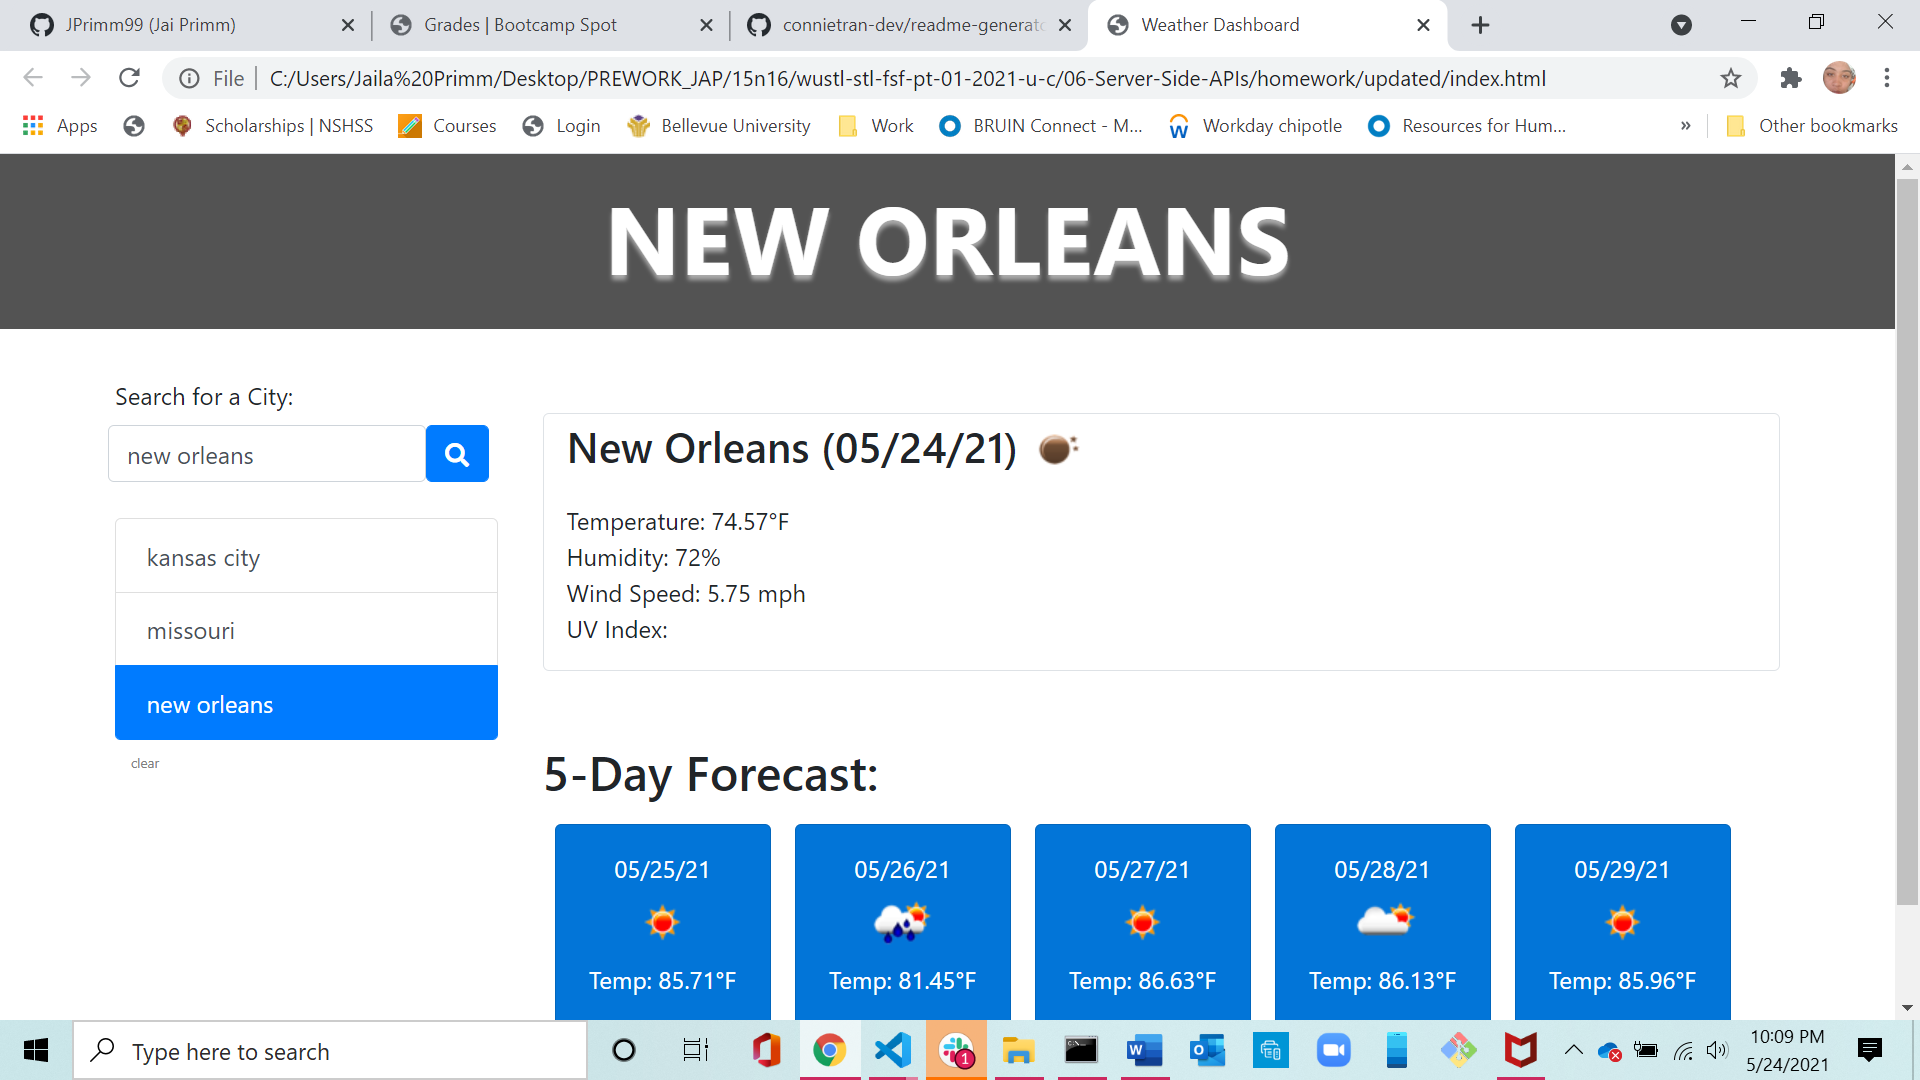 JPrimm99 (Jai Primm)
Grades | Bootcamp Spot
connietran-dev/readme-generato
Weather Dashboard
File
C:/Users/Jaila%20Primm/Desktop/PREWORK_JAP/15n16/wustl-stl-fsf-pt-01-2021-u-c/06-Server-Side-APIs/homework/updated/index.html
Apps
Scholarships | NSHSS
Courses
Login
Bellevue University
Work
BRUIN Connect - M...
Workday chipotle
Resources for Hum...
»
Other bookmarks
NEW ORLEANS
Search for a City:
new orleans
kansas city
missouri
new orleans
clear
New Orleans (05/24/21)
Temperature: 74.57°F
Humidity: 72%
Wind Speed: 5.75 mph
UV Index:
5-Day Forecast:
05/25/21
Temp: 85.71°F
05/26/21
Temp: 81.45°F
05/27/21
Temp: 86.63°F
05/28/21
Temp: 86.13°F
05/29/21
Temp: 85.96°F
Type here to search
1
10:09 PM
5/24/2021